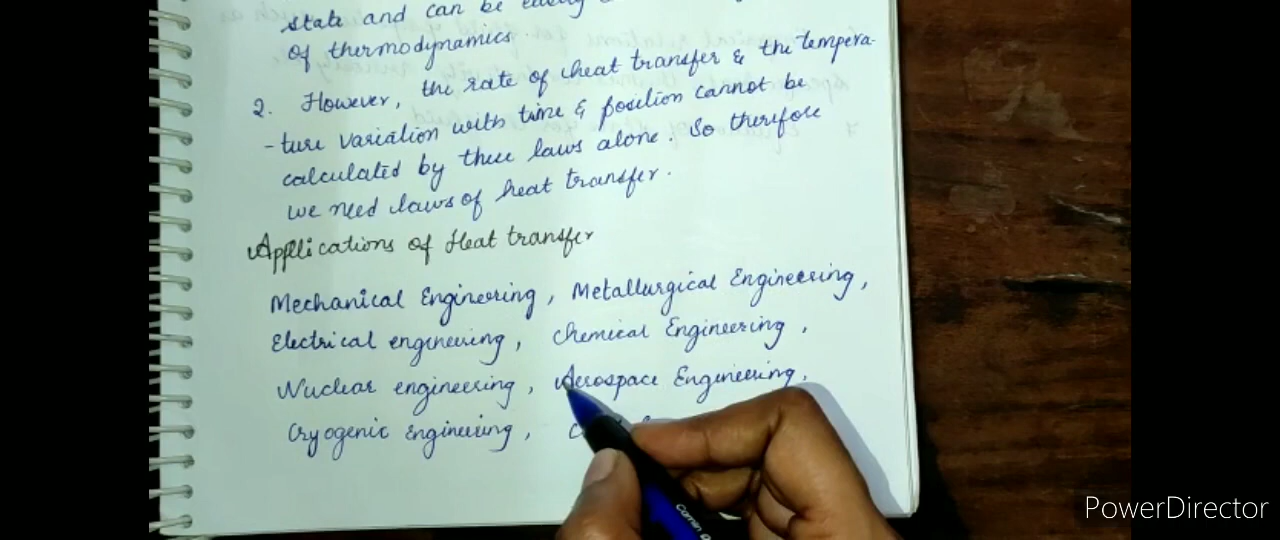 state and can be
of thermodynamics
2. However, the rate of heat transfer & the tempera-
-ture variation with time & position cannot be
calculated by these laws alone. So therefore
we need laws of heat transfer.
Applications of Heat transfer
Mechanical Engineering, Metallurgical Engineering,
Electrical engineering, Chemical Engineering,
Nuclear engineering, Aerospace Engineering,
Cryogenic Engineering,
PowerDirector